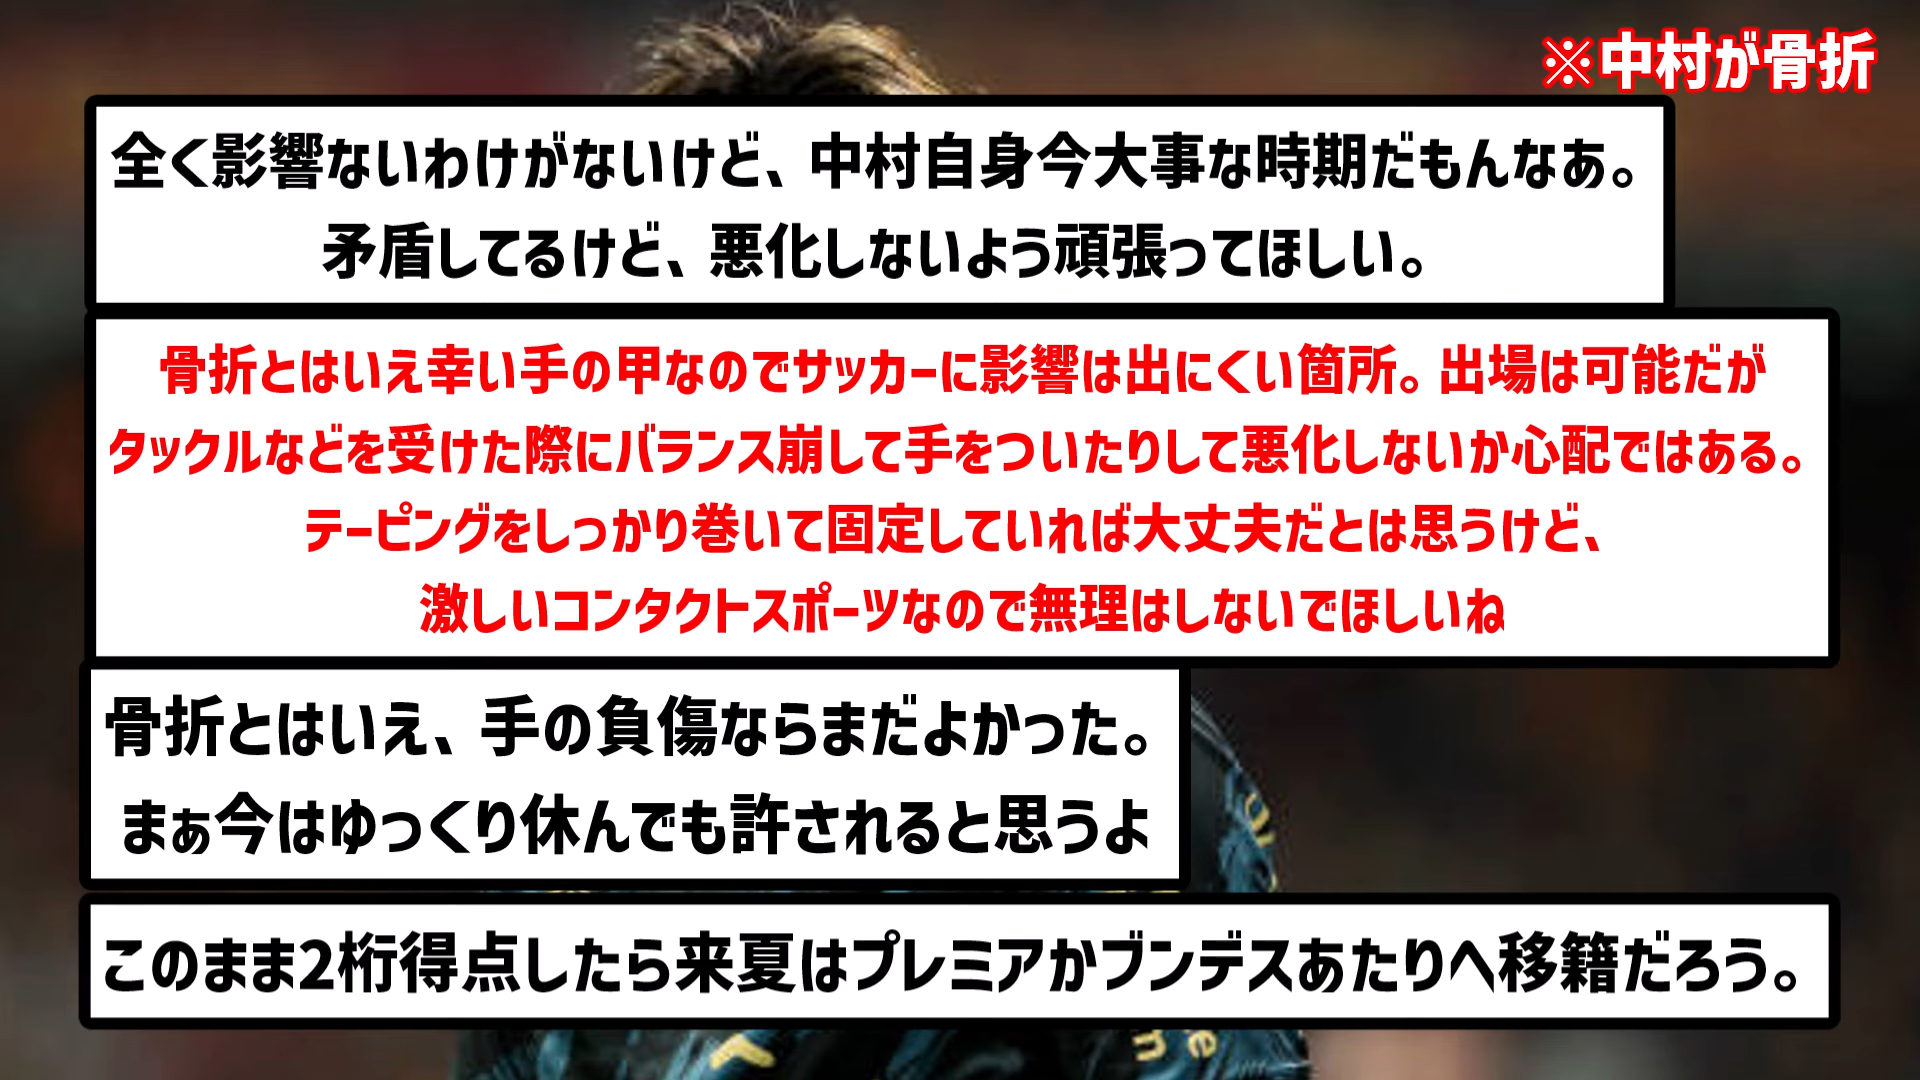 ※中村が骨折
全く影響ないわけがないけど、中村自身今大事な時期だもんなあ。
矛盾してるけど、悪化しないよう頑張ってほしい。
骨折とはいえ幸い手の甲なのでサッカーに影響は出にくい箇所。出場は可能だが
タックルなどを受けた際にバランス崩して手をついたりして悪化しないか心配ではある。
テーピングをしっかり巻いて固定していれば大丈夫だとは思うけど、
激しいコンタクトスポーツなので無理はしないでほしいね
骨折とはいえ、手の負傷ならまだよかった。
まぁ今はゆっくり休んでも許されると思うよ
このまま2桁得点したら来夏はプレミアかブンデスあたりへ移籍だろう。